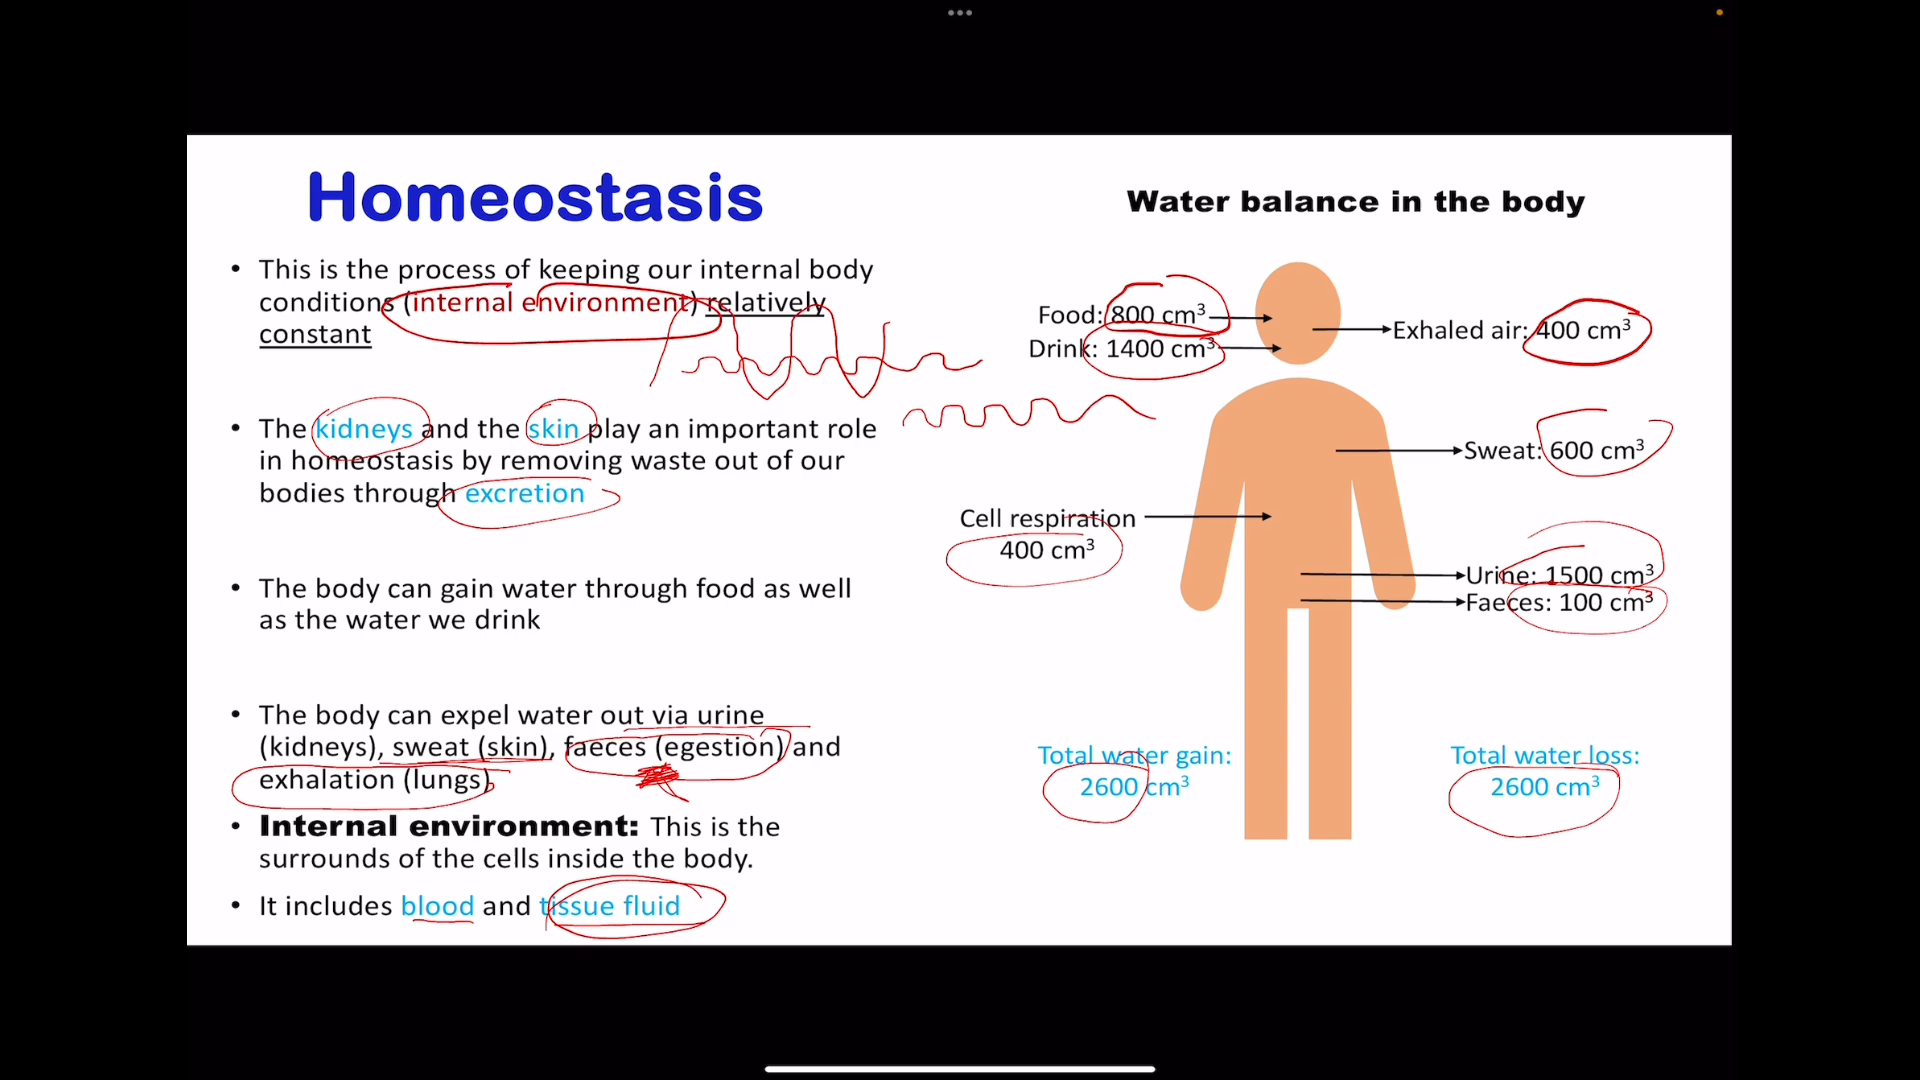 Homeostasis
• This is the process of keeping our internal body
conditions (internal environment) relatively
constant
• The kidneys and the skin play an important role
in homeostasis by removing waste out of our
bodies through excretion
• The body can gain water through food as well
as the water we drink
• The body can expel water out via urine
(kidneys), sweat (skin), faeces (egestion) and
exhalation (lungs)
• Internal environment: This is the
surrounds of the cells inside the body.
• It includes blood and tissue fluid
Water balance in the body
Food: 800 cm³
Drink: 1400 cm³
Exhaled air: 400 cm³
Sweat: 600 cm³
Cell respiration
400 cm³
Urine: 1500 cm³
Faeces: 100 cm³
Total water gain:
2600 cm³
Total water loss:
2600 cm³